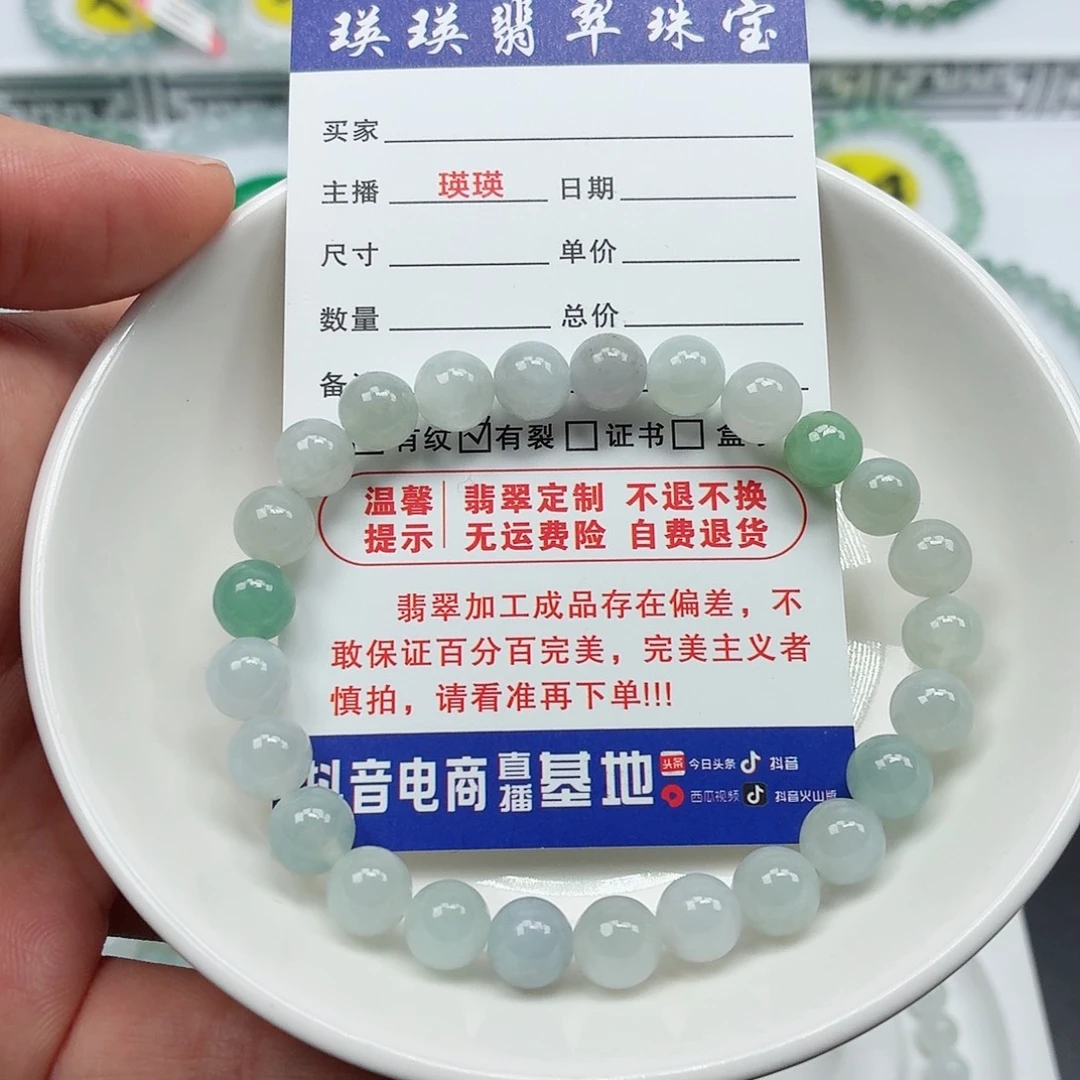 瑛瑛翡翠珠宝
买家
主播 瑛瑛 日期
尺寸 单价
数量 总价
备
有纹 有裂 证书 盒
温馨 翡翠定制 不退不换
提示 无运费险 自费退货
翡翠加工成品存在偏差，不
敢保证百分百完美，完美主义者
慎拍，请看准再下单!!!
抖音电商直播基地 头条 今日头条 抖音
西瓜视频 抖音火山版